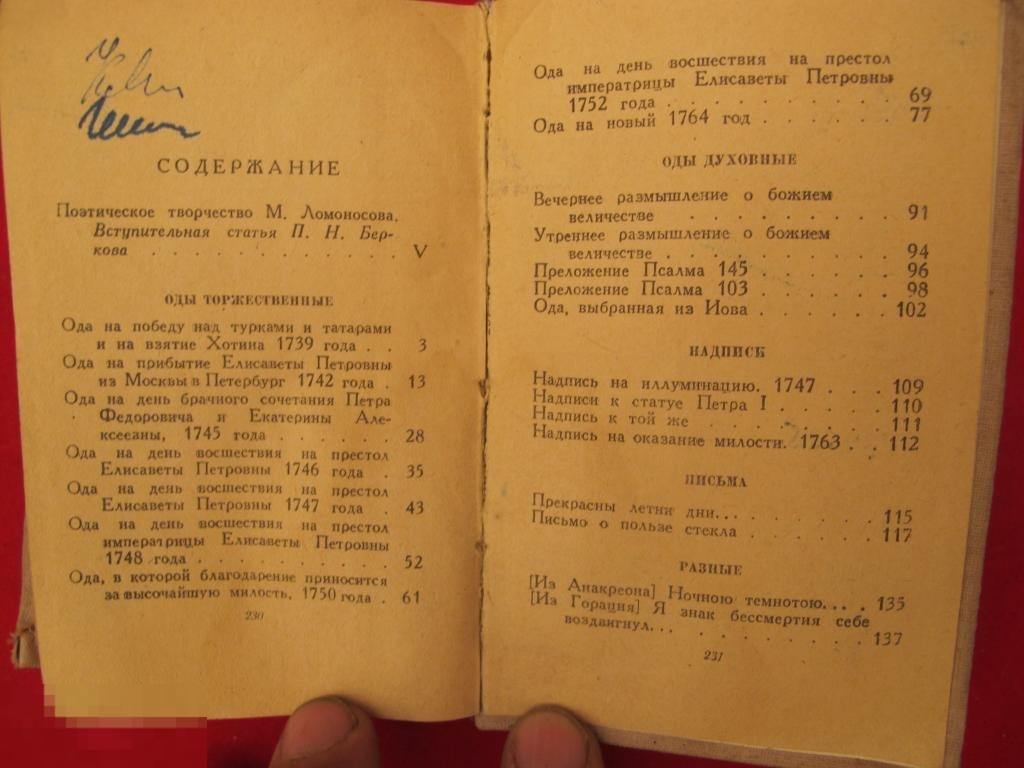 СОДЕРЖАНИЕ
Поэтическое творчество М. Ломоносова.
Вступительная статья П. Н. Бер-
кова . . . . . . . . . . . . . V
ОДЫ ТОРЖЕСТВЕННЫЕ
Ода на победу над турками и татарами
и на взятие Хотина 1739 года . . 3
Ода на прибытие Елисаветы Петровны
из Москвы в Петербург 1742 года . 13
Ода на день брачного сочетания Петра
Федоровича и Екатерины Але-
ксеевны, 1745 года . . . . . . 28
Ода на день восшествия на престол
Елисаветы Петровны 1746 года . 35
Ода на день восшествия на престол
Елисаветы Петровны 1747 года . 43
Ода на день восшествия на престол
императрицы Елисаветы Петровны
1748 года . . . . . . . . . . 52
Ода, в которой благодарение приносится
за высочайшую милость, 1750 года . 61
230
Ода на день восшествия на престол
императрицы Елисаветы Петровны
1752 года . . . . . . . . . . 69
Ода на новый 1764 год . . . . . . 77
ОДЫ ДУХОВНЫЕ
Вечернее размышление о божием
величестве . . . . . . . . . 91
Утреннее размышление о божием
величестве . . . . . . . . . . 94
Преложение Псалма 145 . . . . . . 96
Преложение Псалма 103 . . . . . . 98
Ода, выбранная из Иова . . . . . . 102
НАДПИСИ
Надпись на иллуминацию. 1747 . . . 109
Надписи к статуе Петра I . . . . . 110
Надпись к той же . . . . . . . . 111
Надпись на оказание милости. 1763 . . 112
ПИСЬМА
Прекрасны летни дни... . . . . . . 115
Письмо о пользе стекла . . . . . . 117
РАЗНЫЕ
[Из Анакреона] Ночною темнотою... . 135
[Из Горация] Я знак бессмертия себе
воздвигнул... . . . . . . . . 137
231